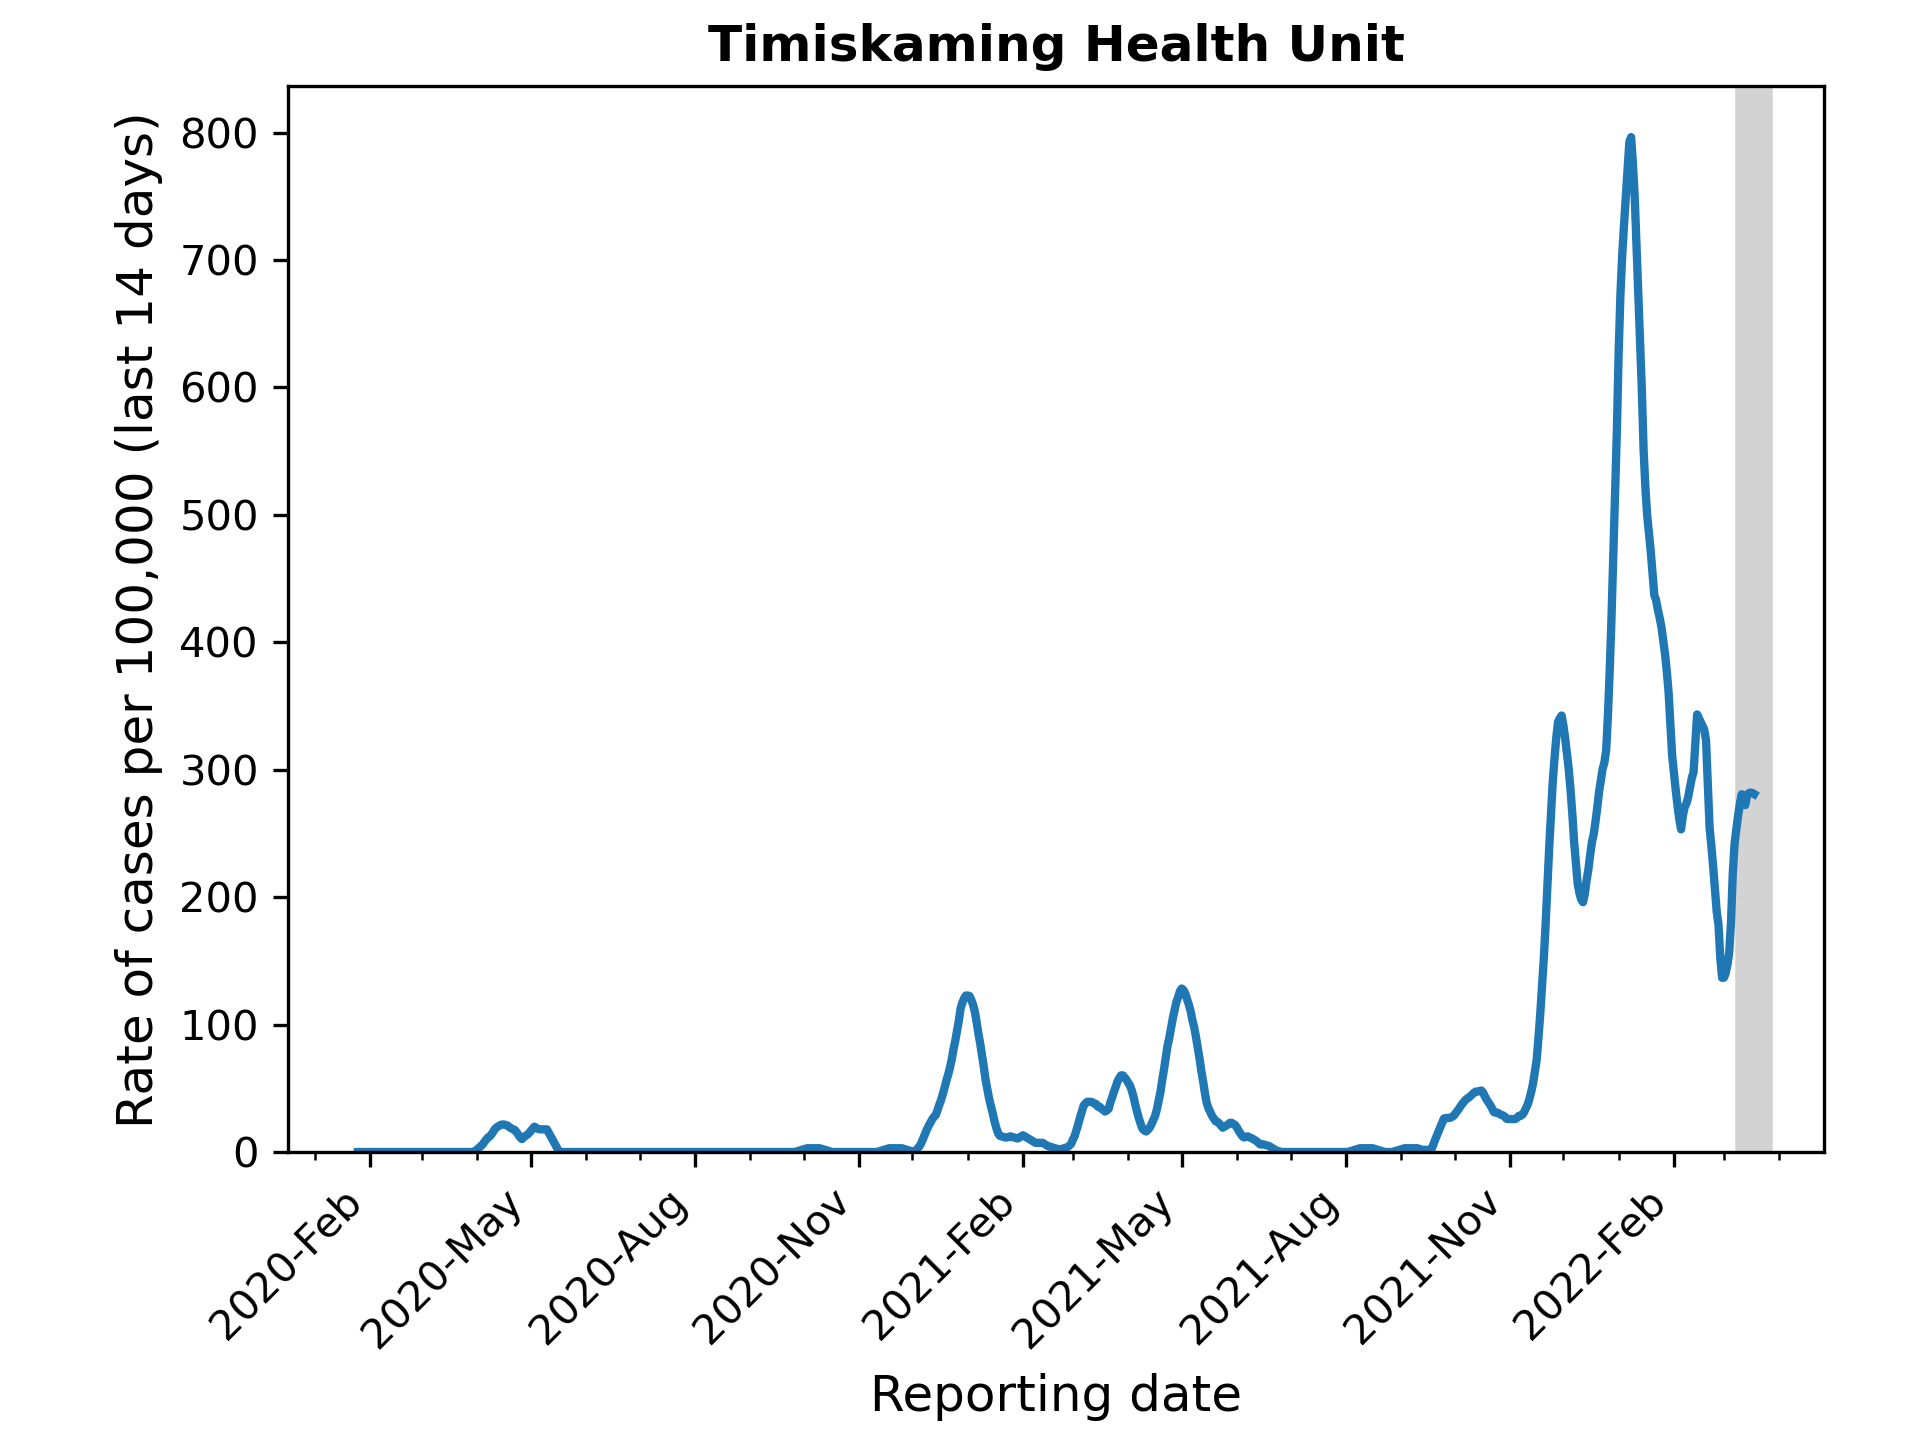 Timiskaming Health Unit
Rate of cases per 100,000 (last 14 days)
800
700
600
500
400
300
200
100
0
2020-Feb
2020-May
2020-Aug
2020-Nov
2021-Feb
2021-May
2021-Aug
2021-Nov
2022-Feb
Reporting date